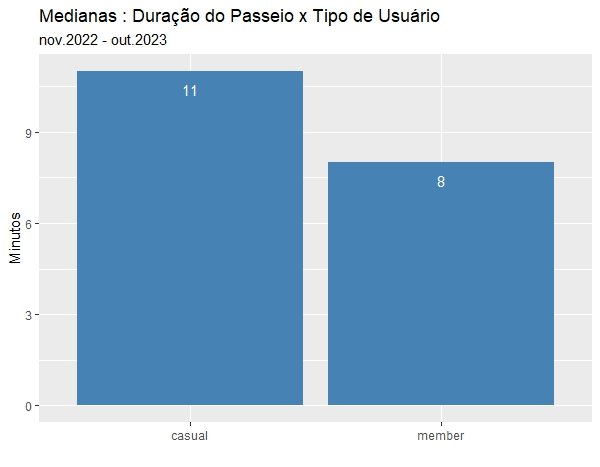 Medianas : Duração do Passeio x Tipo de Usuário
nov.2022 - out.2023
Minutos
9
6
3
0
11
8
casual
member